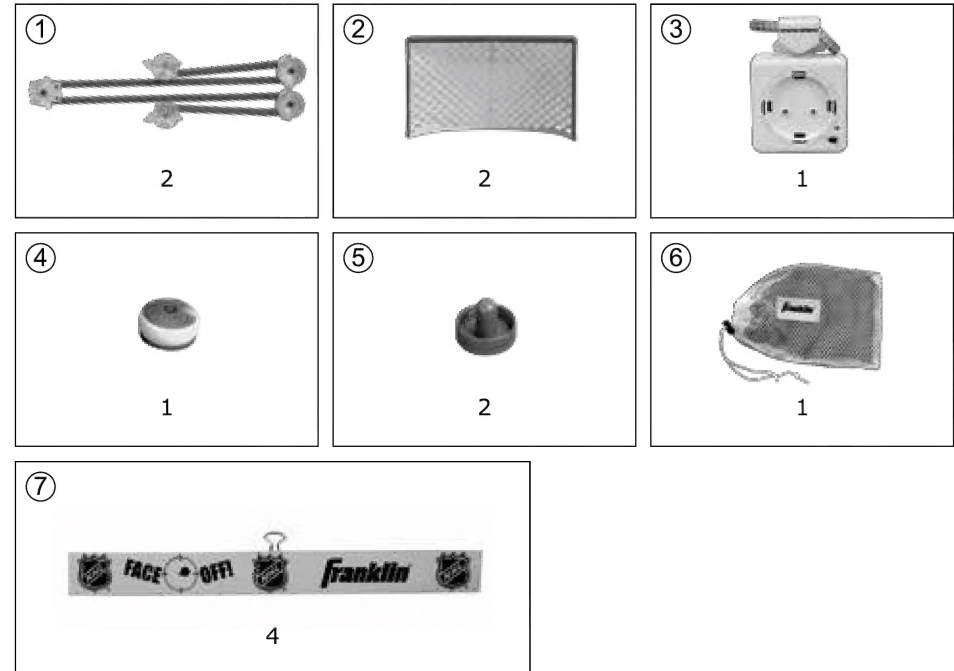 ① ② ③
2 2 1
④ ⑤ ⑥
Franklin
1 2 1
⑦
FACE OFF! Franklin
4